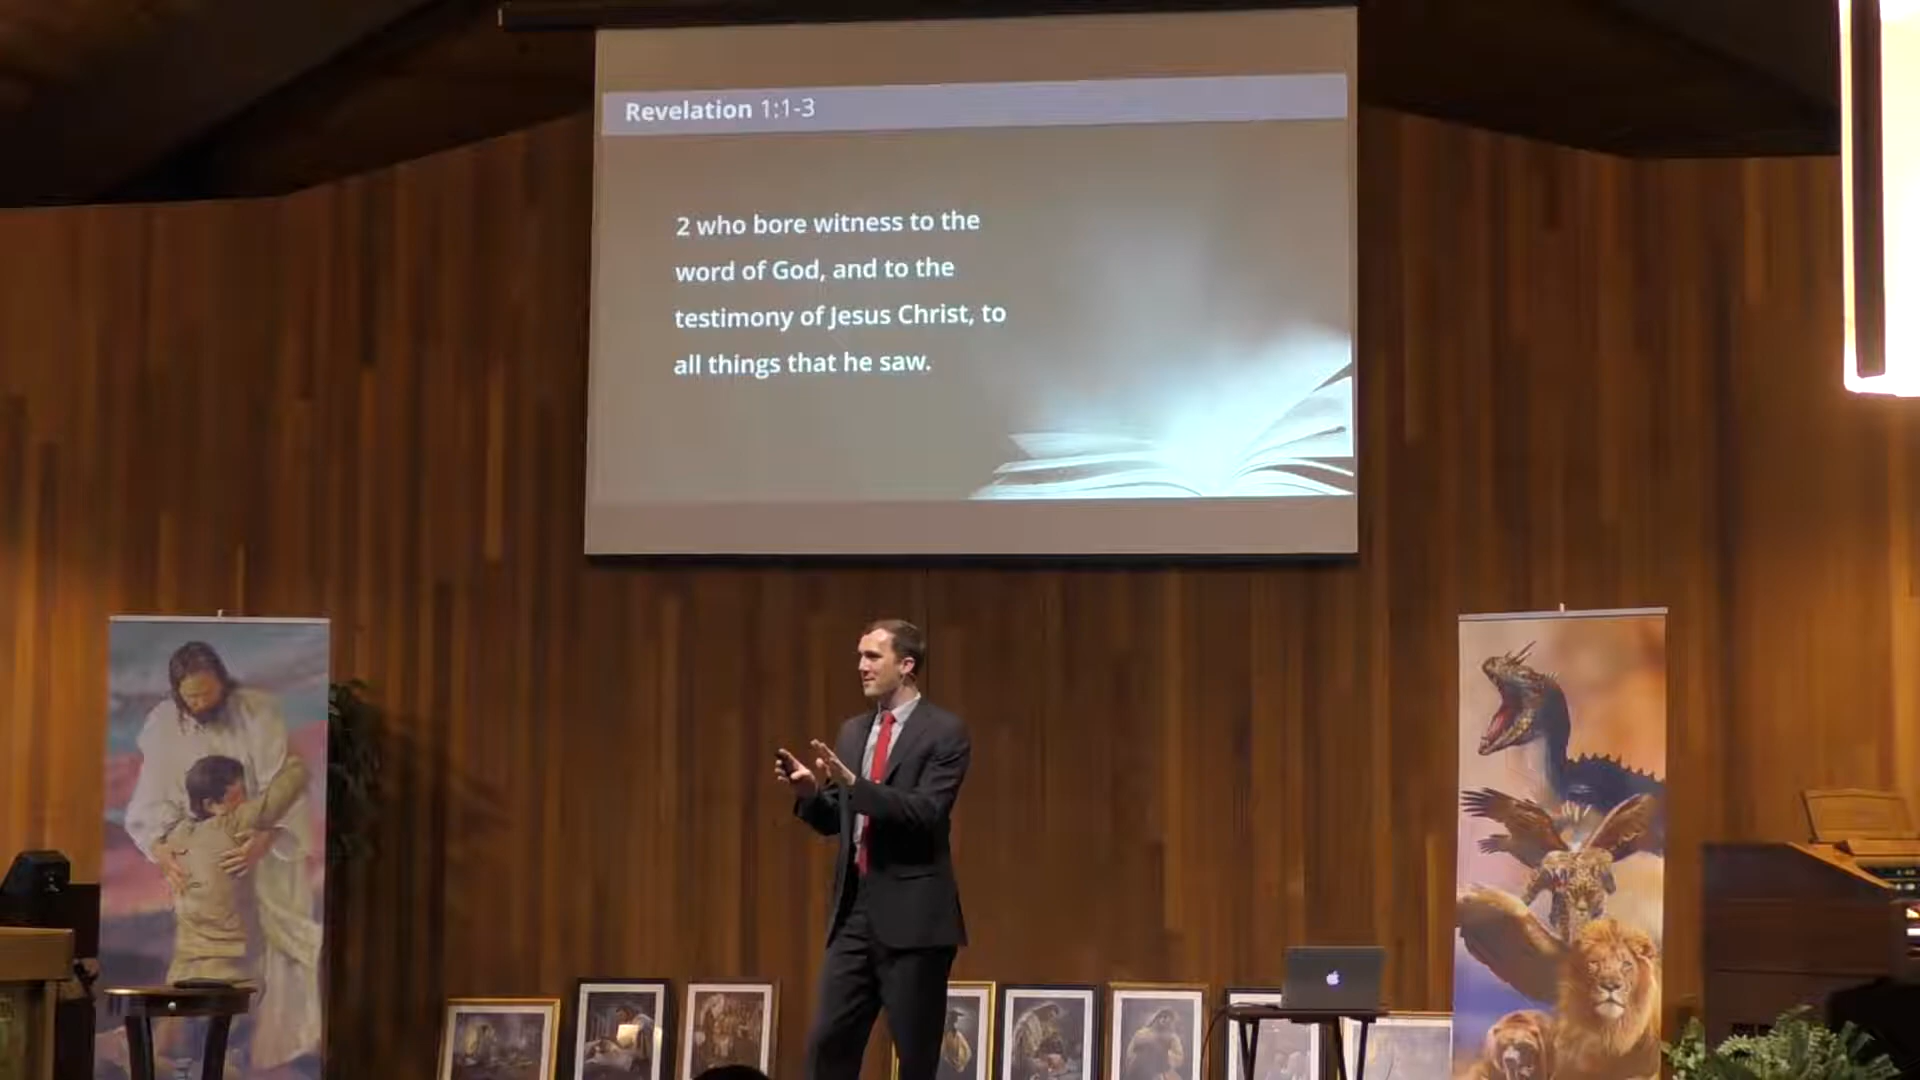 Revelation 1:1-3
2 who bore witness to the
word of God, and to the
testimony of Jesus Christ, to
all things that he saw.